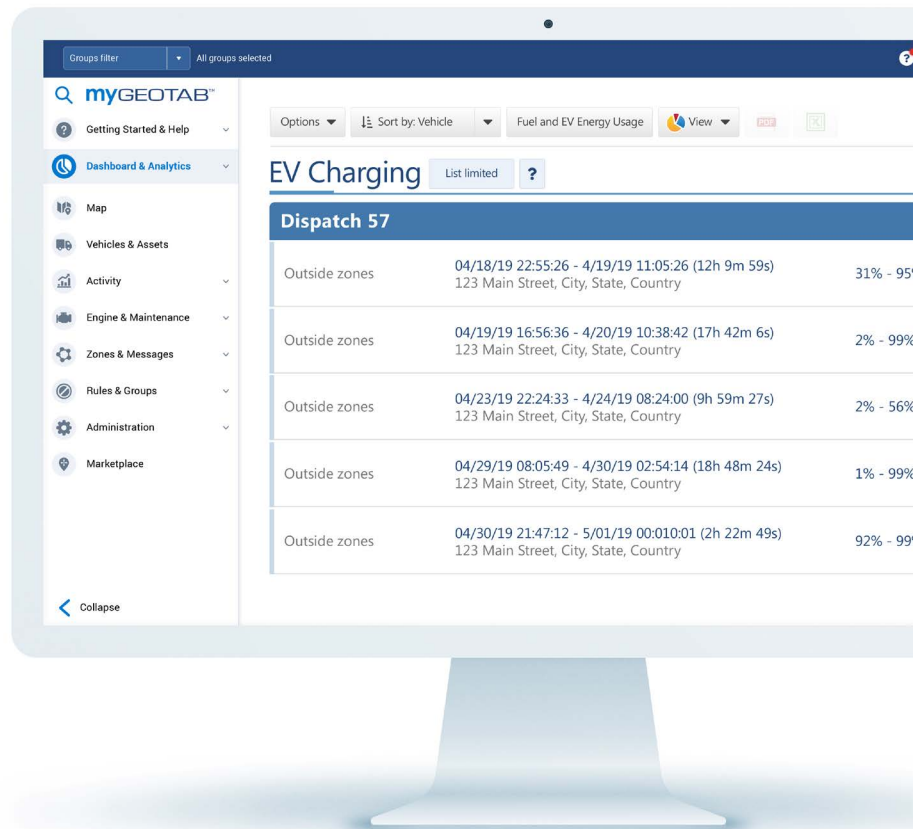 Groups filter All groups selected ?
myGEOTAB™
? Getting Started & Help
Dashboard & Analytics
Map
Vehicles & Assets
Activity
Engine & Maintenance
Zones & Messages
Rules & Groups
Administration
Marketplace
Collapse
Options Sort by: Vehicle Fuel and EV Energy Usage View PDF X
EV Charging List limited ?
Dispatch 57
Outside zones 04/18/19 22:55:26 - 4/19/19 11:05:26 (12h 9m 59s) 31% - 95%
123 Main Street, City, State, Country
Outside zones 04/19/19 16:56:36 - 4/20/19 10:38:42 (17h 42m 6s) 2% - 99%
123 Main Street, City, State, Country
Outside zones 04/23/19 22:24:33 - 4/24/19 08:24:00 (9h 59m 27s) 2% - 56%
123 Main Street, City, State, Country
Outside zones 04/29/19 08:05:49 - 4/30/19 02:54:14 (18h 48m 24s) 1% - 99%
123 Main Street, City, State, Country
Outside zones 04/30/19 21:47:12 - 5/01/19 00:010:01 (2h 22m 49s) 92% - 99
123 Main Street, City, State, Country